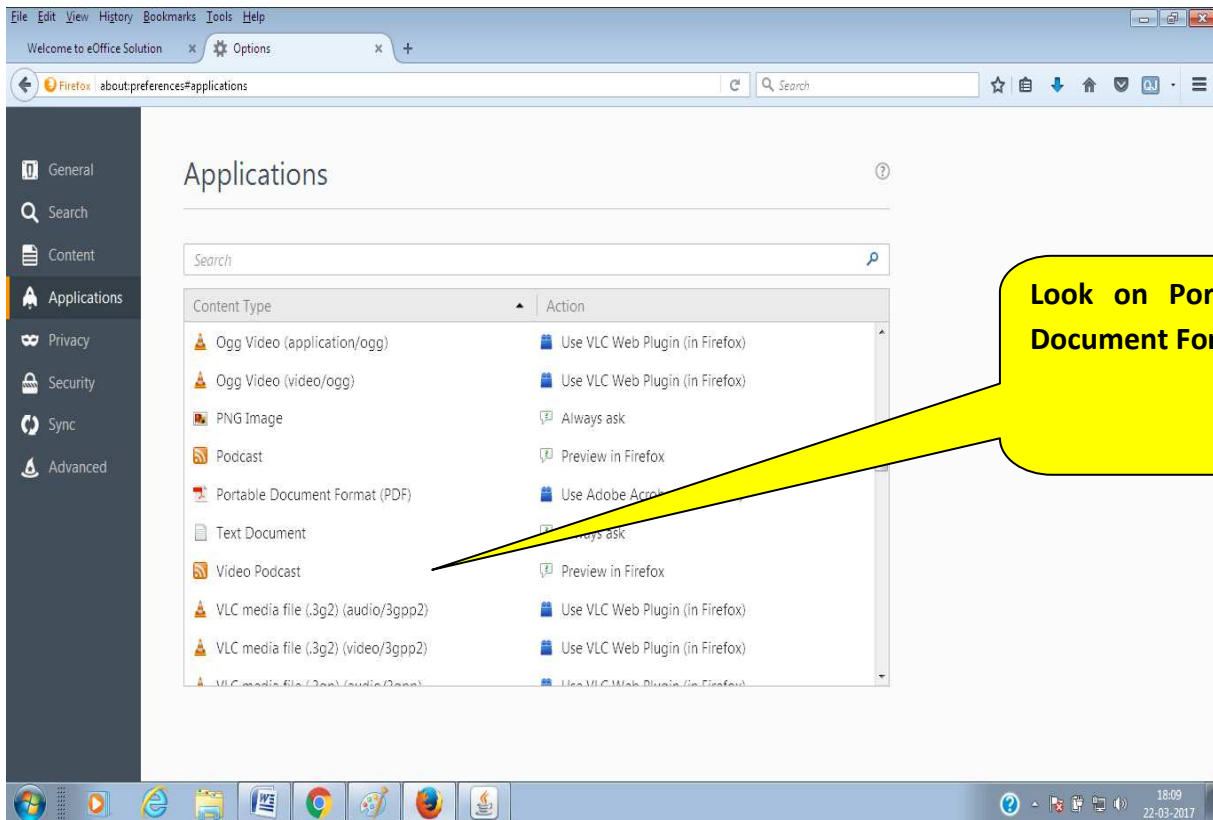 File Edit View History Bookmarks Tools Help
Welcome to eOffice Solution × Options × +
Firefox about:preferences#applications Search
General
Search
Content
Applications
Privacy
Security
Sync
Advanced
Applications
Search
Content Type Action
Ogg Video (application/ogg) Use VLC Web Plugin (in Firefox)
Ogg Video (video/ogg) Use VLC Web Plugin (in Firefox)
PNG Image Always ask
Podcast Preview in Firefox
Portable Document Format (PDF) Use Adobe
Text Document ask
Video Podcast Preview in Firefox
VLC media file (.3g2) (audio/3gpp2) Use VLC Web Plugin (in Firefox)
VLC media file (.3g2) (video/3gpp2) Use VLC Web Plugin (in Firefox)
Look on Por
Document For
18:09
22-03-2017